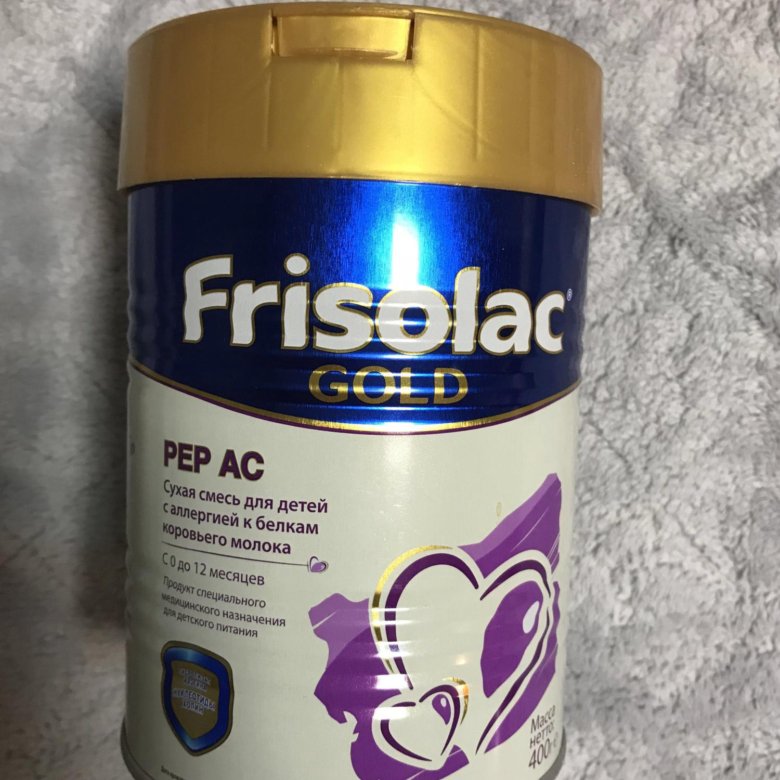 Frisolac®
GOLD
PEP AC
Сухая смесь для детей
с аллергией к белкам
коровьего молока
С 0 до 12 месяцев
Продукт специального
медицинского назначения
для детского питания
Масса
нетто:
400 г